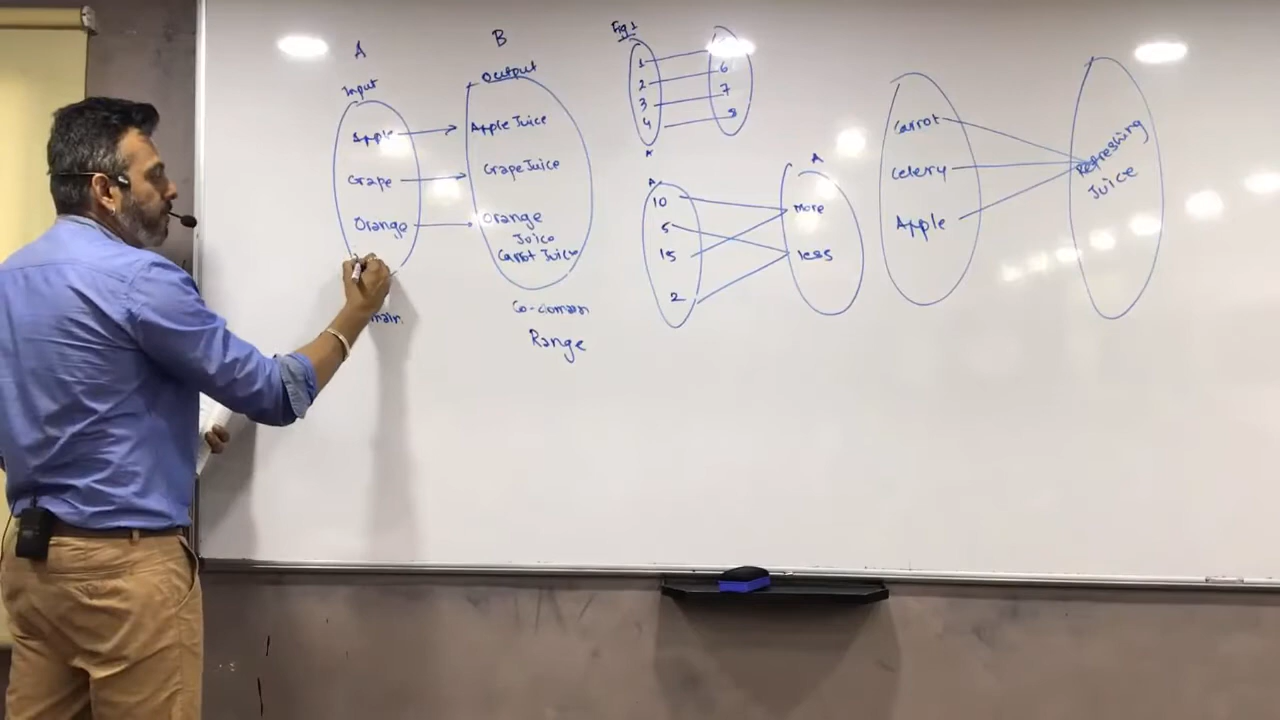 A
Input
Apple
Grape
Orange
main.
B
Output
Apple Juice
Grape Juice
Orange
Juice
Carrot Juice
Co-domain
Range
Fig 1
1
2
3
4
A
6
7
8
A
10
5
15
2
A
More
less
Carrot
Celery
Apple
Refreshing
Juice